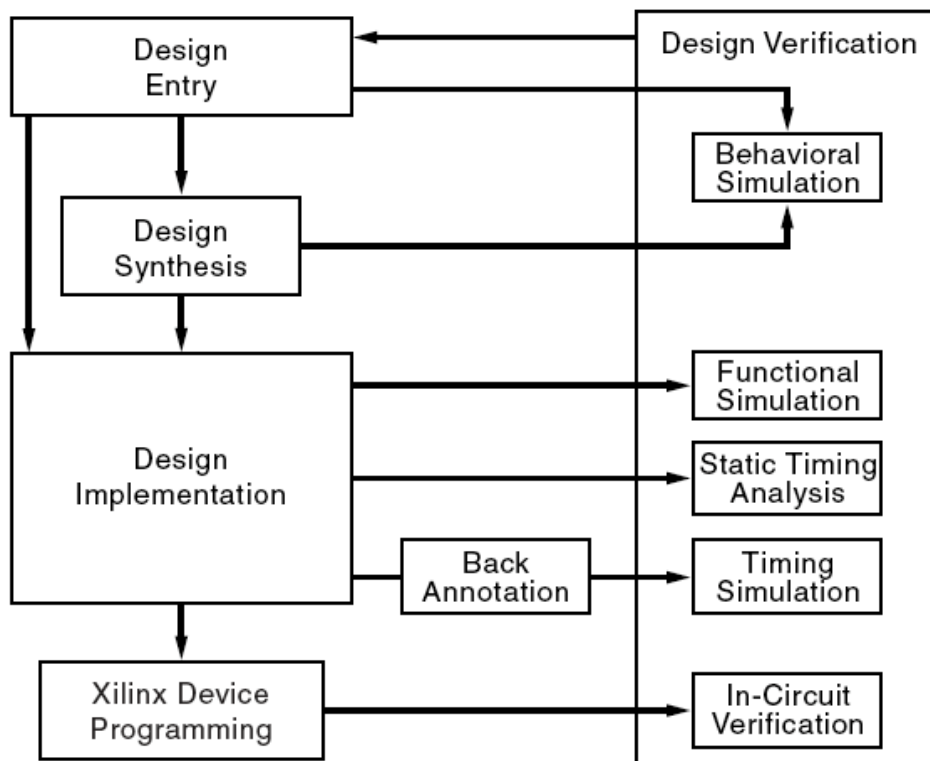 Design
Entry
Design Verification
Behavioral
Simulation
Design
Synthesis
Functional
Simulation
Design
Implementation
Static Timing
Analysis
Back
Annotation
Timing
Simulation
Xilinx Device
Programming
In-Circuit
Verification